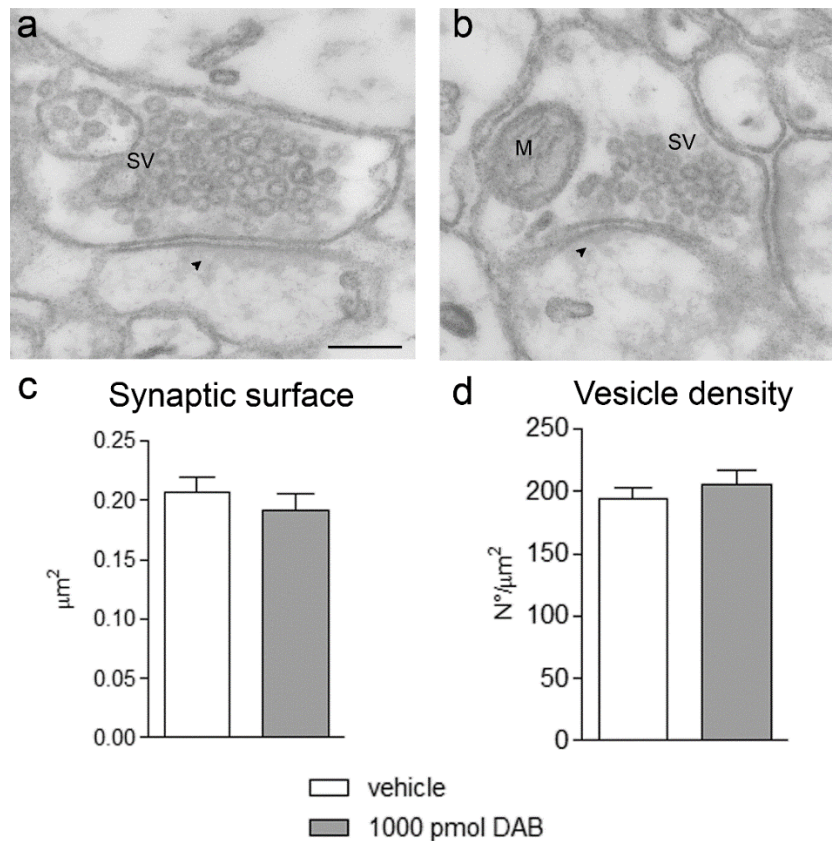 a
b
SV
M
SV
c
Synaptic surface
d
Vesicle density
0.25
0.20
0.15
0.10
0.05
0.00
μm²
250
200
150
100
50
0
N°/μm²
vehicle
1000 pmol DAB